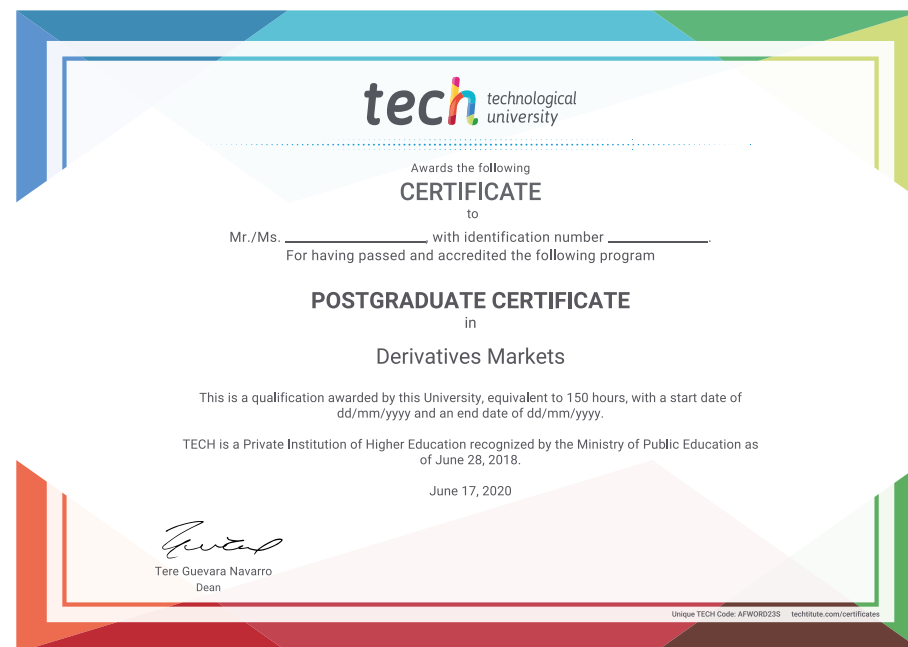 tech technological
university
Awards the following
CERTIFICATE
to
Mr./Ms. ____________________, with identification number ______________.
For having passed and accredited the following program
POSTGRADUATE CERTIFICATE
in
Derivatives Markets
This is a qualification awarded by this University, equivalent to 150 hours, with a start date of
dd/mm/yyyy and an end date of dd/mm/yyyy.
TECH is a Private Institution of Higher Education recognized by the Ministry of Public Education as
of June 28, 2018.
June 17, 2020
Tere Guevara Navarro
Dean
Unique TECH Code: AFWORD23S techtitute.com/certificates